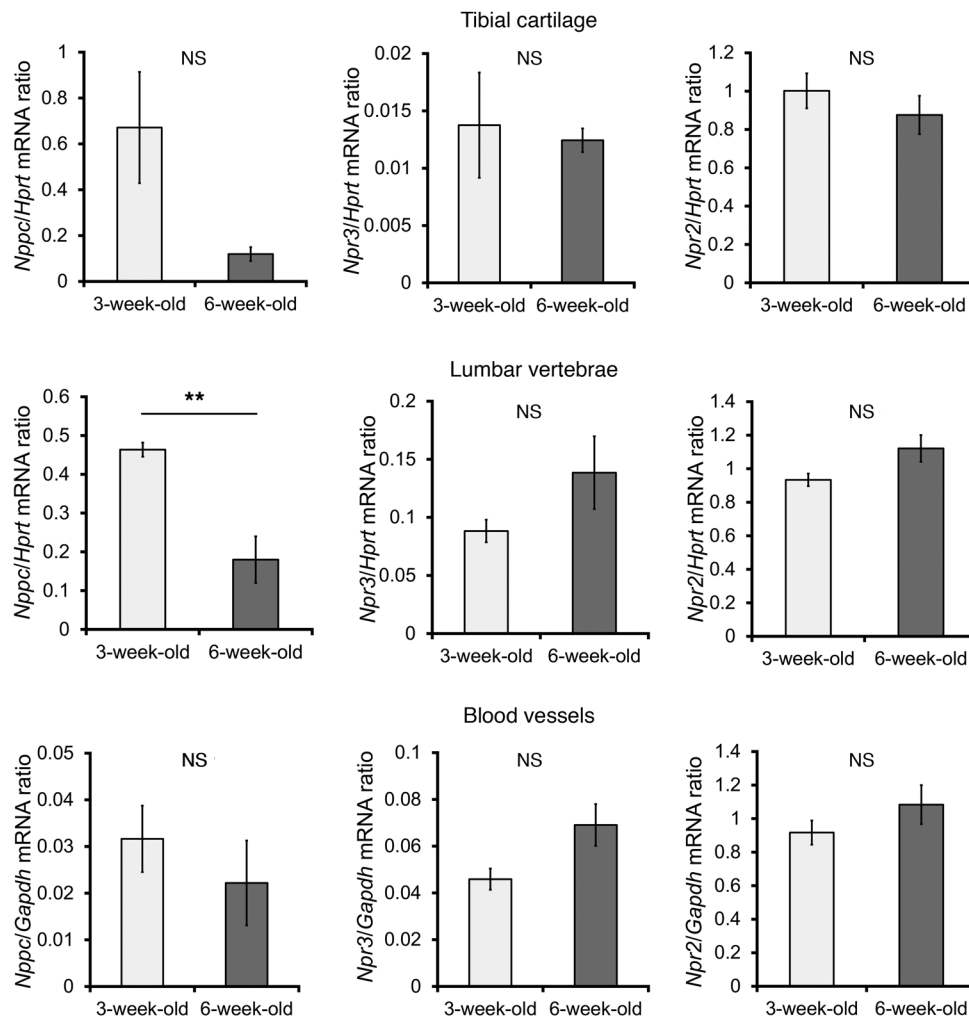 Tibial cartilage
Nppc/Hprt mRNA ratio
1
0.8
0.6
0.4
0.2
0
NS
3-week-old 6-week-old
Npr3/Hprt mRNA ratio
0.02
0.015
0.01
0.005
0
NS
3-week-old 6-week-old
Npr2/Hprt mRNA ratio
1.2
1
0.8
0.6
0.4
0.2
0
NS
3-week-old 6-week-old
Lumbar vertebrae
Nppc/Hprt mRNA ratio
0.6
0.5
0.4
0.3
0.2
0.1
0
**
3-week-old 6-week-old
Npr3/Hprt mRNA ratio
0.2
0.15
0.1
0.05
0
NS
3-week-old 6-week-old
Npr2/Hprt mRNA ratio
1.4
1.2
1
0.8
0.6
0.4
0.2
0
NS
3-week-old 6-week-old
Blood vessels
Nppc/Gapdh mRNA ratio
0.05
0.04
0.03
0.02
0.01
0
NS
3-week-old 6-week-old
Npr3/Gapdh mRNA ratio
0.1
0.08
0.06
0.04
0.02
0
NS
3-week-old 6-week-old
Npr2/Gapdh mRNA ratio
1.4
1.2
1
0.8
0.6
0.4
0.2
0
NS
3-week-old 6-week-old